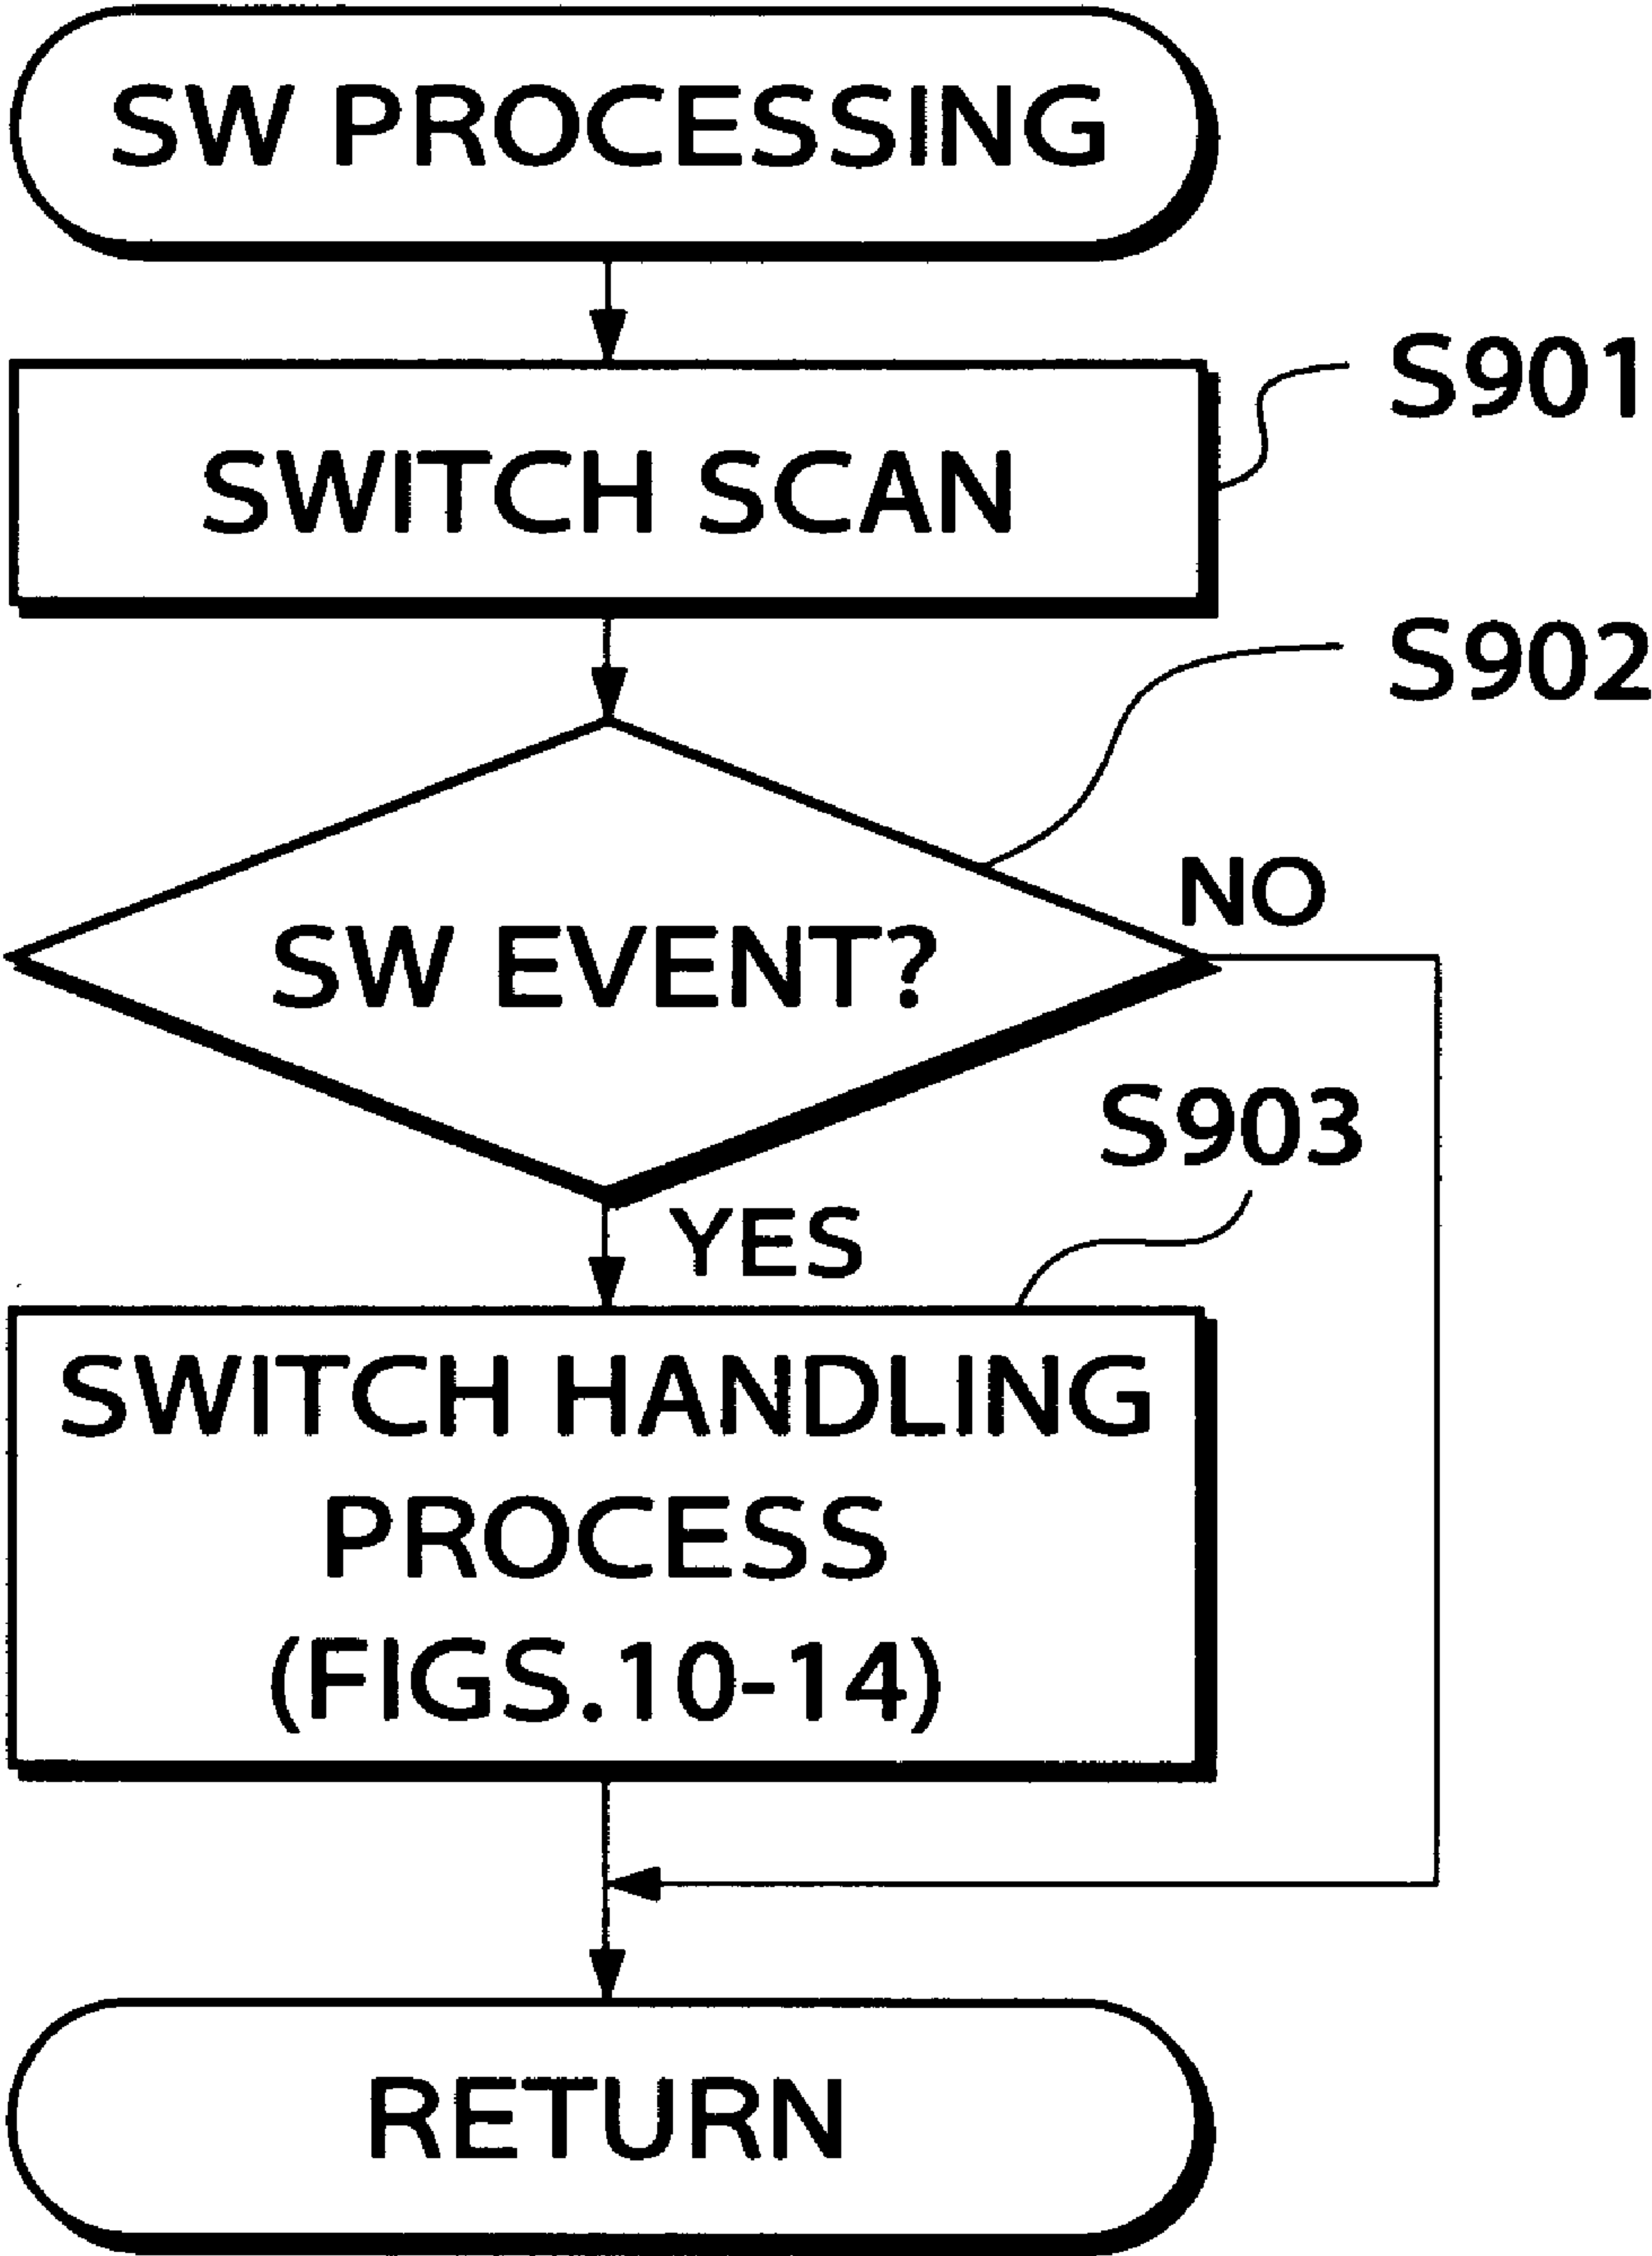 SW PROCESSING
S901
SWITCH SCAN
S902
NO
SW EVENT?
S903
YES
SWITCH HANDLING
PROCESS
(FIGS.10-14)
RETURN